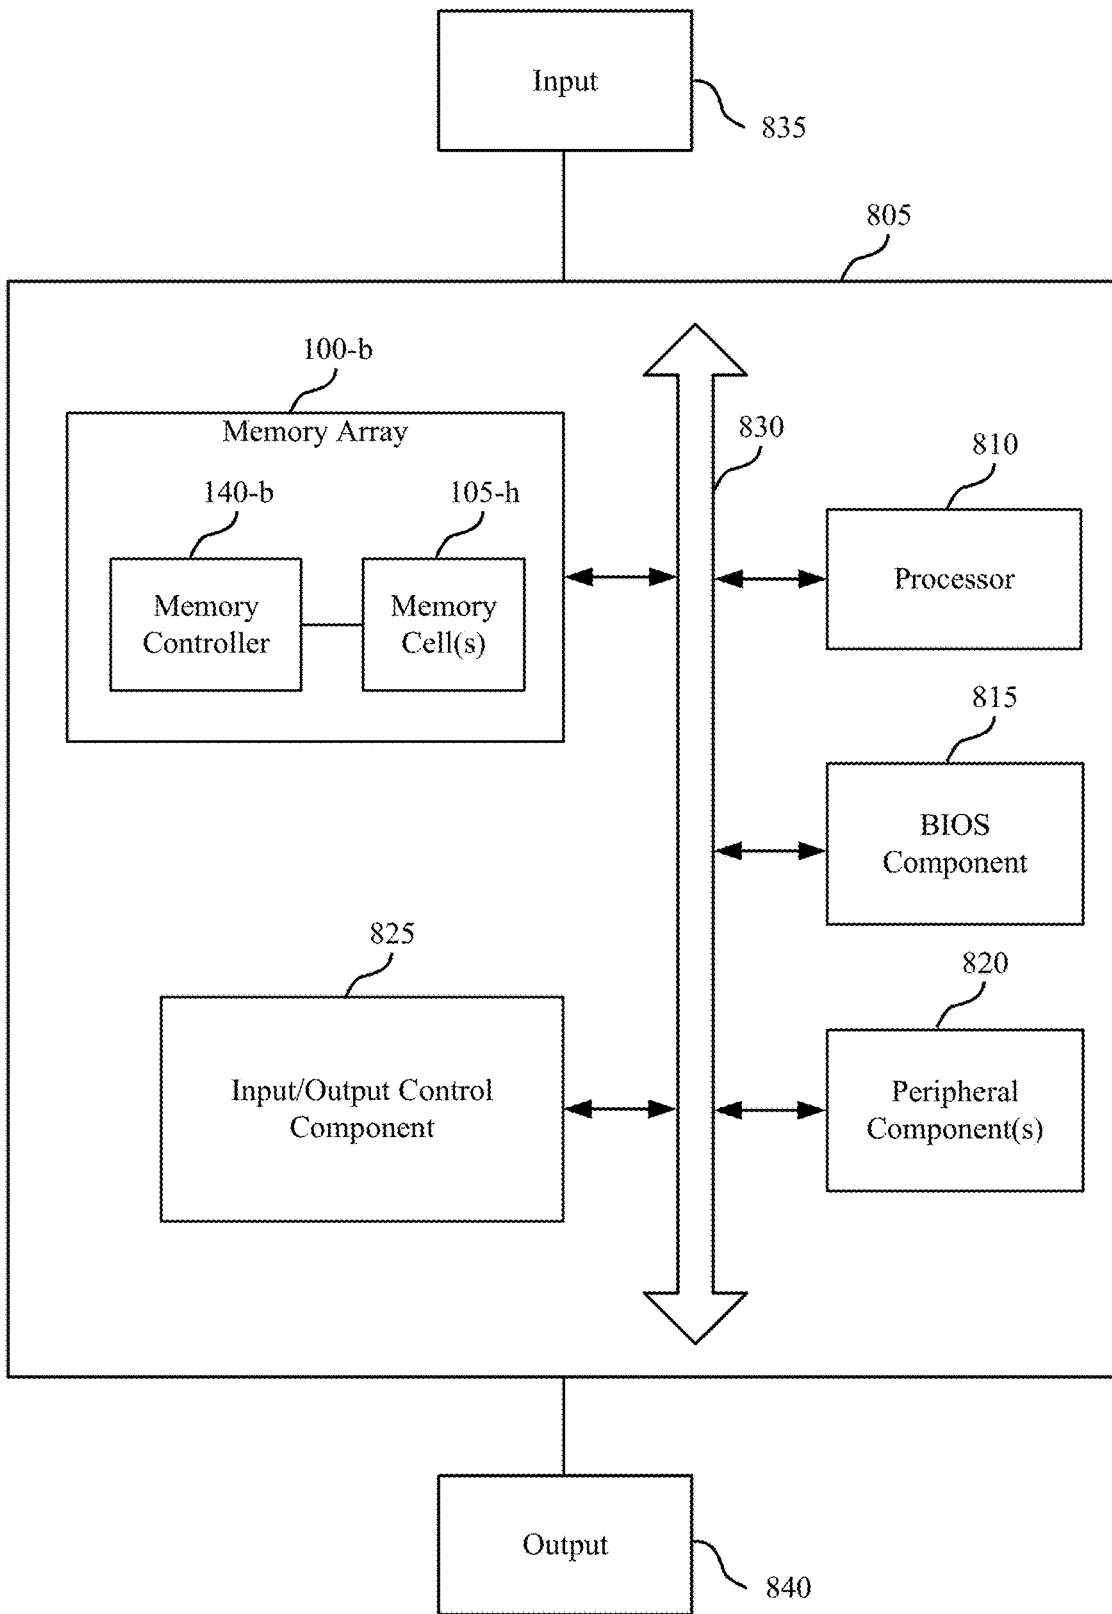 Input
835
805
100-b
Memory Array
140-b
105-h
Memory
Controller
Memory
Cell(s)
830
810
Processor
815
BIOS
Component
825
Input/Output Control
Component
820
Peripheral
Component(s)
Output
840